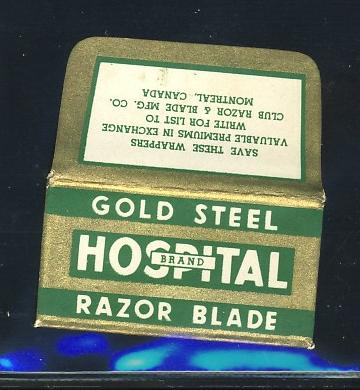 SAVE THESE WRAPPERS
VALUABLE PREMIUMS IN EXCHANGE
WRITE FOR LIST TO
CLUB RAZOR & BLADE MFG. CO.
MONTREAL, CANADA
GOLD STEEL
HOSPITAL
BRAND
RAZOR BLADE